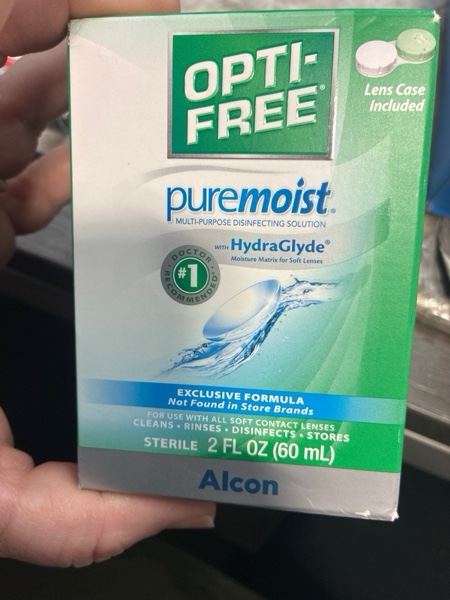 OPTI-
FREE®
Lens Case
Included
puremoist®
MULTI-PURPOSE DISINFECTING SOLUTION
WITH HydraGlyde®
Moisture Matrix for Soft Lenses
DOCTOR
#1
RECOMMENDED
EXCLUSIVE FORMULA
Not Found in Store Brands
FOR USE WITH ALL SOFT CONTACT LENSES
CLEANS • RINSES • DISINFECTS • STORES
STERILE 2 FL OZ (60 mL)
Alcon